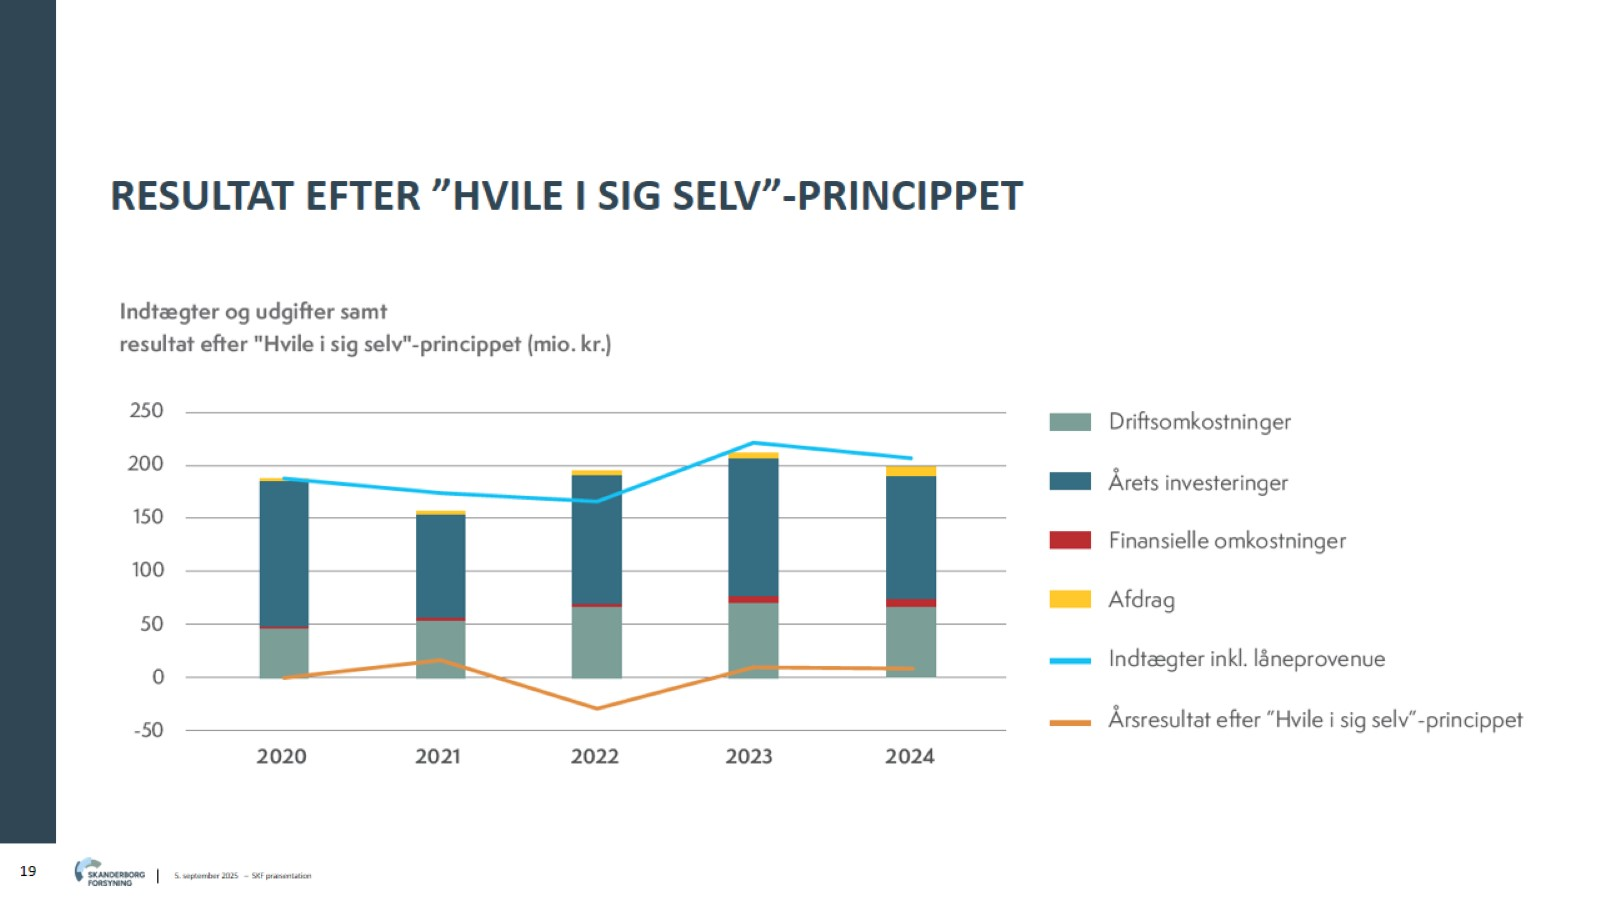 RESULTAT EFTER ”HVILE I SIG SELV”-PRINCIPPET
Indtægter og udgifter samt
resultat efter "Hvile i sig selv"-princippet (mio. kr.)
250
200
150
100
50
0
-50
2020 2021 2022 2023 2024
Driftsomkostninger
Årets investeringer
Finansielle omkostninger
Afdrag
Indtægter inkl. låneprovenue
Årsresultat efter ”Hvile i sig selv”-princippet
19
SKANDERBORG
FORSYNING
5. september 2025 – SKF præsentation